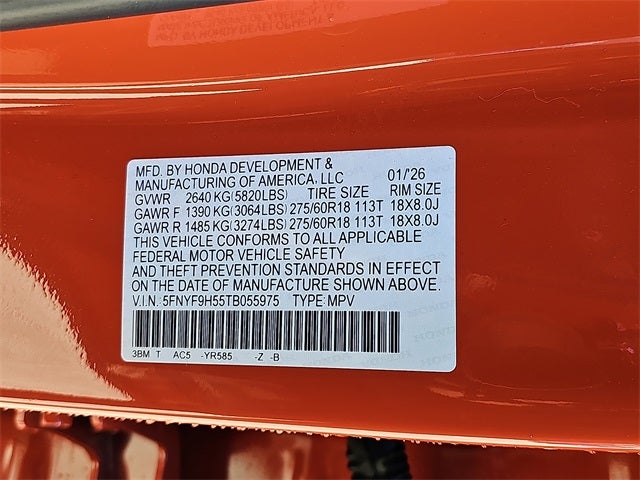 MFD. BY HONDA DEVELOPMENT &
MANUFACTURING OF AMERICA, LLC 01/'26
GVWR 2640 KG(5820LBS) TIRE SIZE RIM SIZE
GAWR F 1390 KG(3064LBS) 275/60R18 113T 18X8.0J
GAWR R 1485 KG(3274LBS) 275/60R18 113T 18X8.0J
THIS VEHICLE CONFORMS TO ALL APPLICABLE
FEDERAL MOTOR VEHICLE SAFETY
AND THEFT PREVENTION STANDARDS IN EFFECT
ON THE DATE OF MANUFACTURE SHOWN ABOVE.
V.I.N. 5FNYF9H55TB055975 TYPE: MPV
3BM T AC5 -YR585 -Z -B